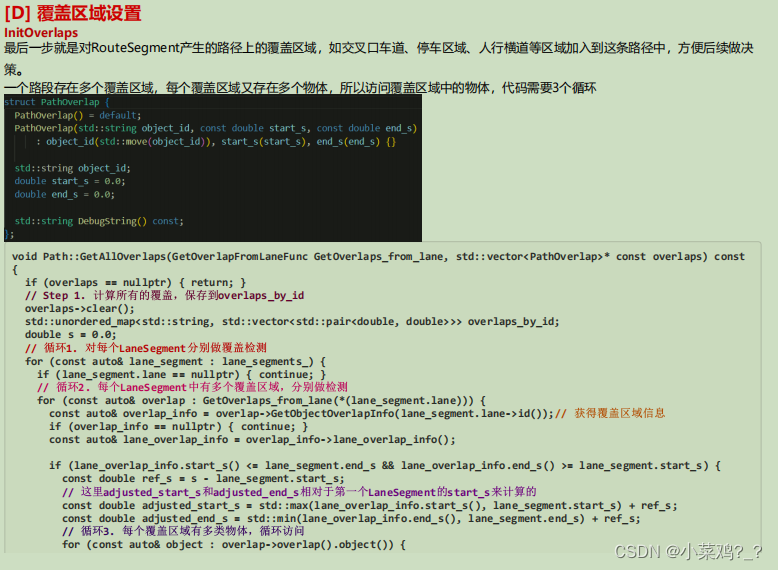 [D] 覆盖区域设置
InitOverlaps
最后一步就是对RouteSegment产生的路径上的覆盖区域，如交叉口车道、停车区域、人行横道等区域加入到这条路径中，方便后续做决
策。
一个路段存在多个覆盖区域，每个覆盖区域又存在多个物体，所以访问覆盖区域中的物体，代码需要3个循环
struct PathOverlap {
PathOverlap() = default;
PathOverlap(std::string object_id, const double start_s, const double end_s)
: object_id(std::move(object_id)), start_s(start_s), end_s(end_s) {}
std::string object_id;
double start_s = 0.0;
double end_s = 0.0;
std::string DebugString() const;
};
void Path::GetAllOverlaps(GetOverlapFromLaneFunc GetOverlaps_from_lane, std::vector<PathOverlap>* const overlaps) const
{
if (overlaps == nullptr) { return; }
// Step 1. 计算所有的覆盖，保存到overlaps_by_id
overlaps->clear();
std::unordered_map<std::string, std::vector<std::pair<double, double>>> overlaps_by_id;
double s = 0.0;
// 循环1. 对每个LaneSegment分别做覆盖检测
for (const auto& lane_segment : lane_segments_) {
if (lane_segment.lane == nullptr) { continue; }
// 循环2. 每个LaneSegment中有多个覆盖区域，分别做检测
for (const auto& overlap : GetOverlaps_from_lane(*(lane_segment.lane))) {
const auto& overlap_info = overlap->GetObjectOverlapInfo(lane_segment.lane->id());// 获得覆盖区域信息
if (overlap_info == nullptr) { continue; }
const auto& lane_overlap_info = overlap_info->lane_overlap_info();
if (lane_overlap_info.start_s() <= lane_segment.end_s && lane_overlap_info.end_s() >= lane_segment.start_s) {
const double ref_s = s - lane_segment.start_s;
// 这里adjusted_start_s和adjusted_end_s相对于第一个LaneSegment的start_s来计算的
const double adjusted_start_s = std::max(lane_overlap_info.start_s(), lane_segment.start_s) + ref_s;
const double adjusted_end_s = std::min(lane_overlap_info.end_s(), lane_segment.end_s) + ref_s;
// 循环3. 每个覆盖区域有多类物体，循环访问
for (const auto& object : overlap->overlap().object()) {
CSDN @小菜鸡?_?